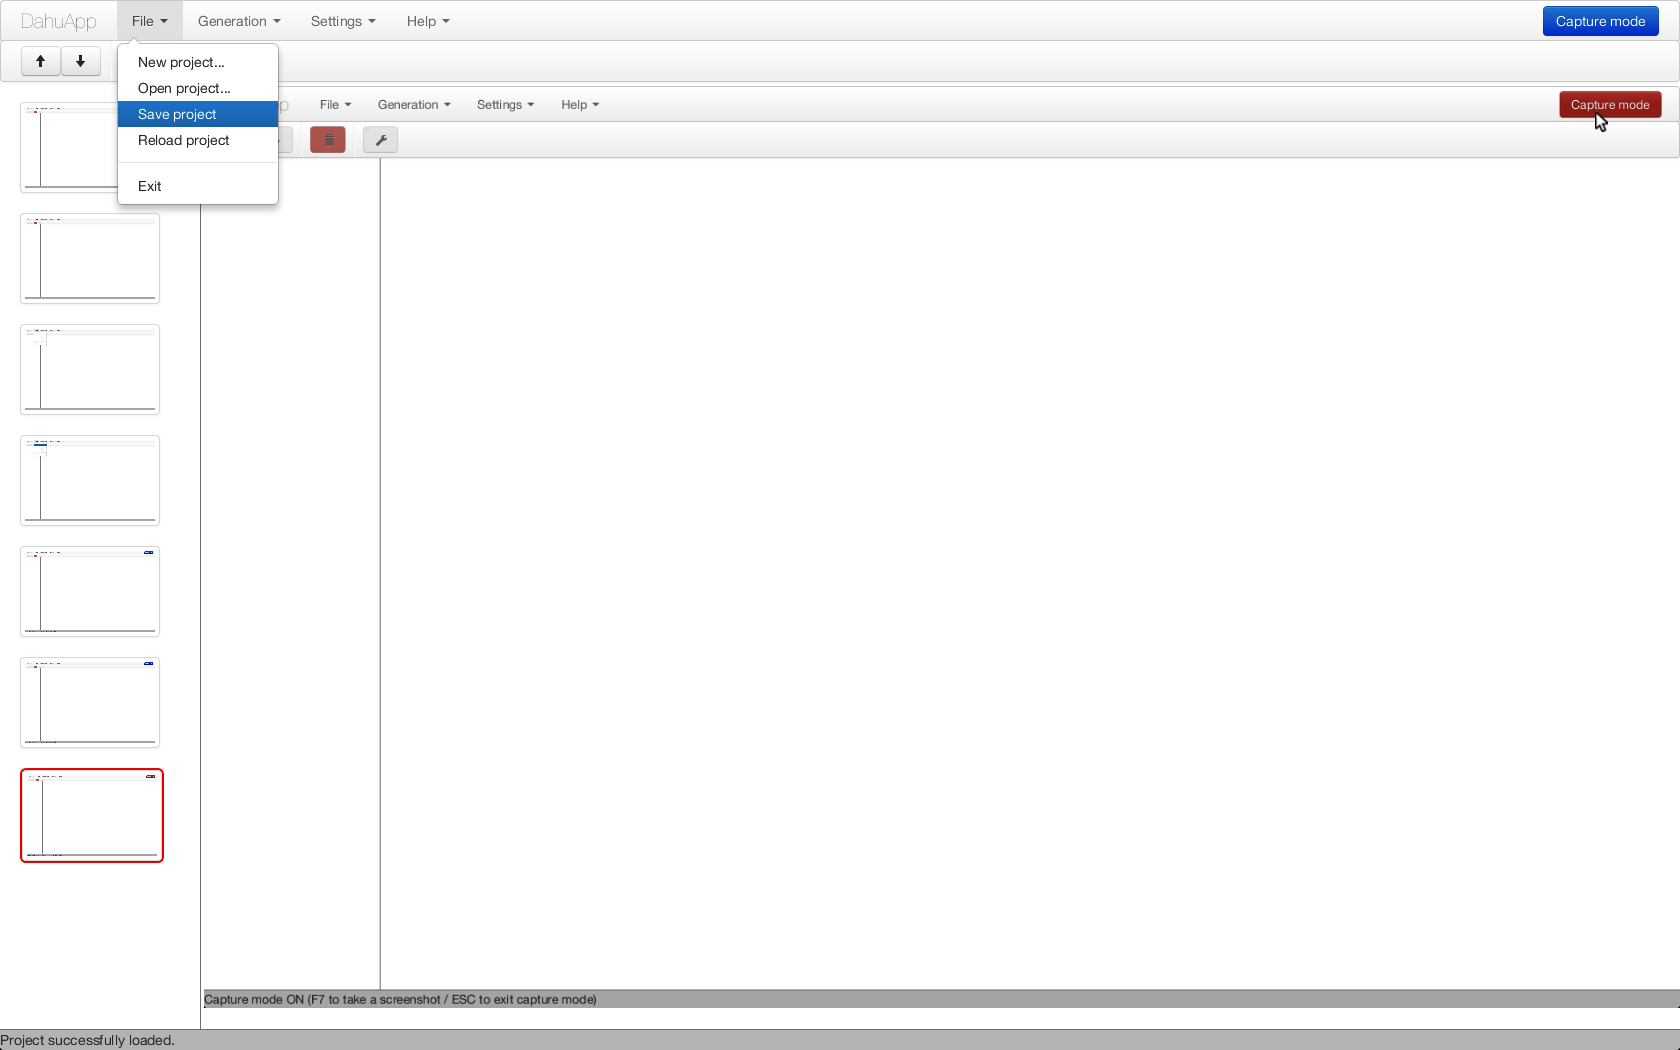 DahuApp File Generation Settings Help Capture mode
New project...
Open project...
Save project
Reload project
Exit
p File Generation Settings Help Capture mode
Capture mode ON (F7 to take a screenshot / ESC to exit capture mode)
Project successfully loaded.